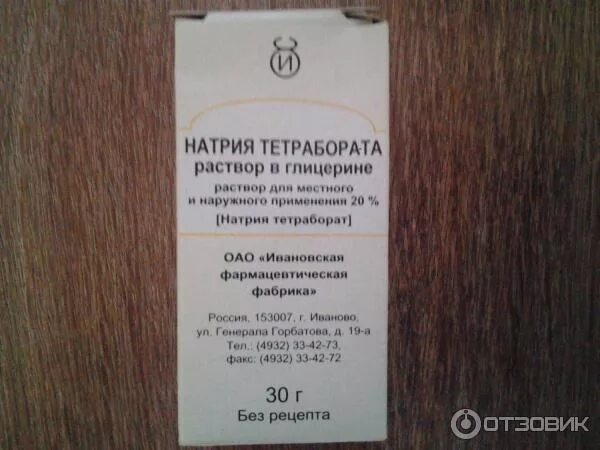 И
НАТРИЯ ТЕТРАБОРАТА
раствор в глицерине
раствор для местного
и наружного применения 20 %
[Натрия тетраборат]
ОАО «Ивановская
фармацевтическая
фабрика»
Россия, 153007, г. Иваново,
ул. Генерала Горбатова, д. 19-а
Тел.: (4932) 33-42-73,
факс: (4932) 33-42-72
30 г
Без рецепта
ОТЗОВИК